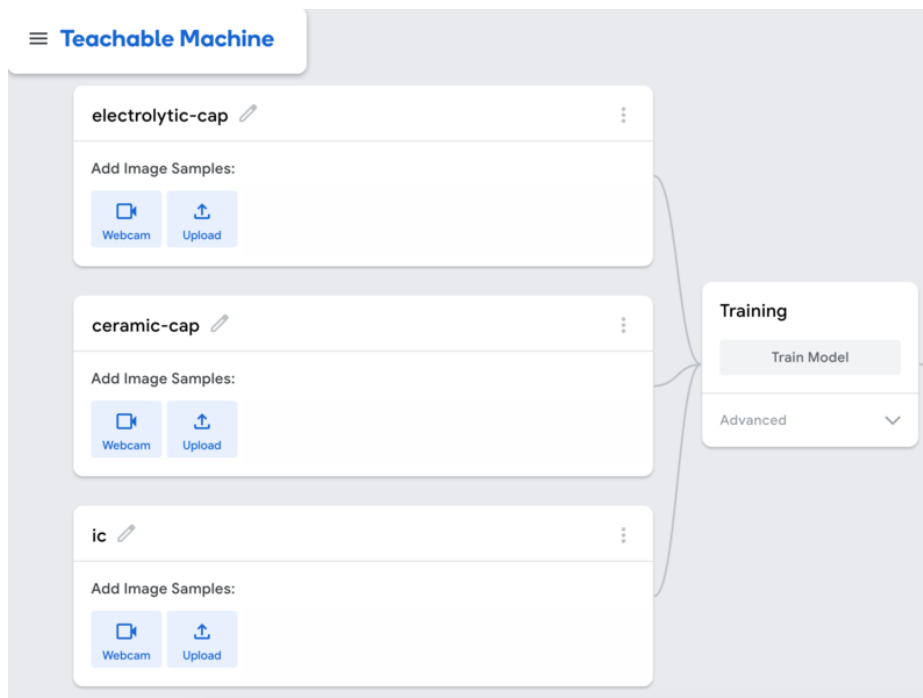 Teachable Machine
electrolytic-cap
Add Image Samples:
Webcam Upload
ceramic-cap
Add Image Samples:
Webcam Upload
ic
Add Image Samples:
Webcam Upload
Training
Train Model
Advanced